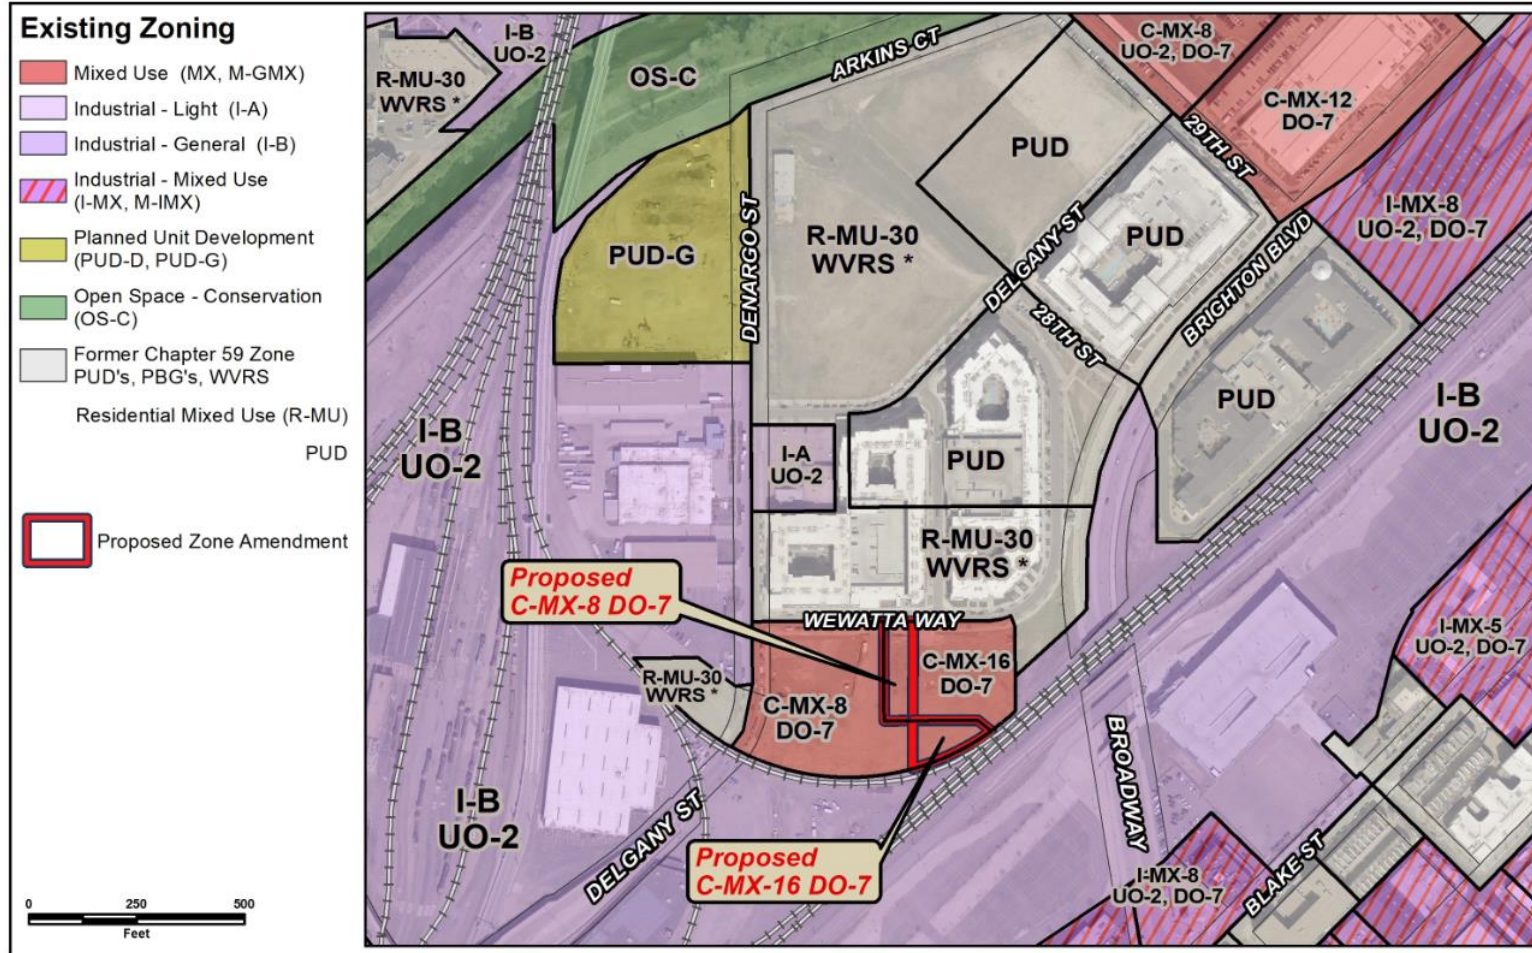 Existing Zoning
Mixed Use (MX, M-GMX)
Industrial - Light (I-A)
Industrial - General (I-B)
Industrial - Mixed Use
(I-MX, M-IMX)
Planned Unit Development
(PUD-D, PUD-G)
Open Space - Conservation
(OS-C)
Former Chapter 59 Zone
PUD's, PBG's, WVRS
Residential Mixed Use (R-MU)
PUD
Proposed Zone Amendment
0 250 500
Feet
I-B
UO-2
R-MU-30
WVRS *
OS-C
ARKINS CT
C-MX-8
UO-2, DO-7
C-MX-12
DO-7
29TH ST
PUD
I-MX-8
UO-2, DO-7
PUD-G
DENARGO ST
R-MU-30
WVRS *
DELGANY ST
PUD
BRIGHTON BLVD
28TH ST
PUD
I-B
UO-2
I-B
UO-2
I-A
UO-2
PUD
R-MU-30
WVRS *
Proposed
C-MX-8 DO-7
WEWATTA WAY
I-MX-5
UO-2, DO-7
R-MU-30
WVRS *
C-MX-8
DO-7
C-MX-16
DO-7
BROADWAY
I-B
UO-2
DELGANY ST
Proposed
C-MX-16 DO-7
I-MX-8
UO-2, DO-7
BLAKE ST